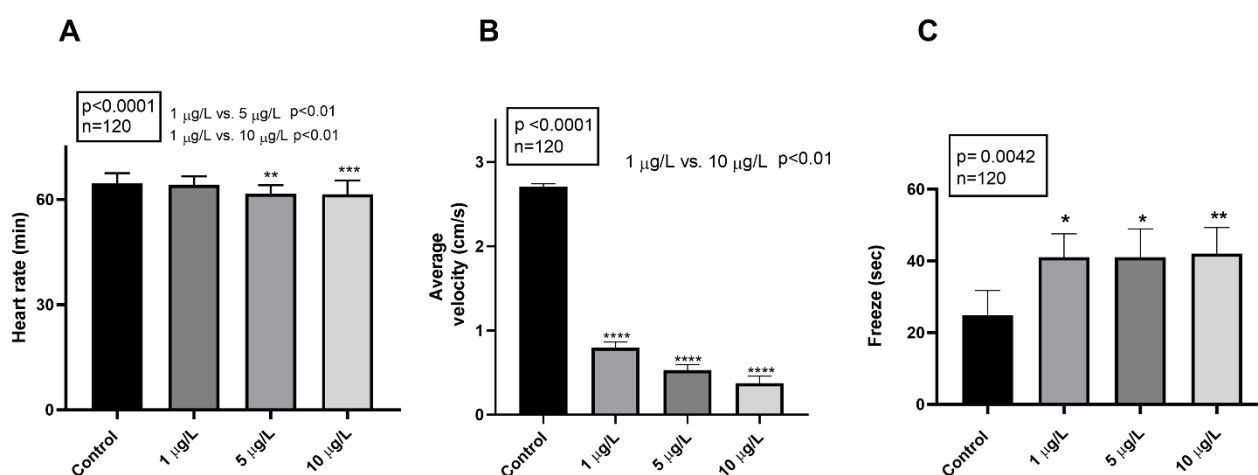 A
p<0.0001
n=120
1 µg/L vs. 5 µg/L p<0.01
1 µg/L vs. 10 µg/L p<0.01
** ***
60
30
0
Heart rate (min)
Control
1 µg/L
5 µg/L
10 µg/L
B
p <0.0001
n=120
1 µg/L vs. 10 µg/L p<0.01
3
2
1
0
Average
velocity (cm/s)
**** **** ****
Control
1 µg/L
5 µg/L
10 µg/L
C
p= 0.0042
n=120
60
40
20
0
Freeze (sec)
* * **
Control
1 µg/L
5 µg/L
10 µg/L